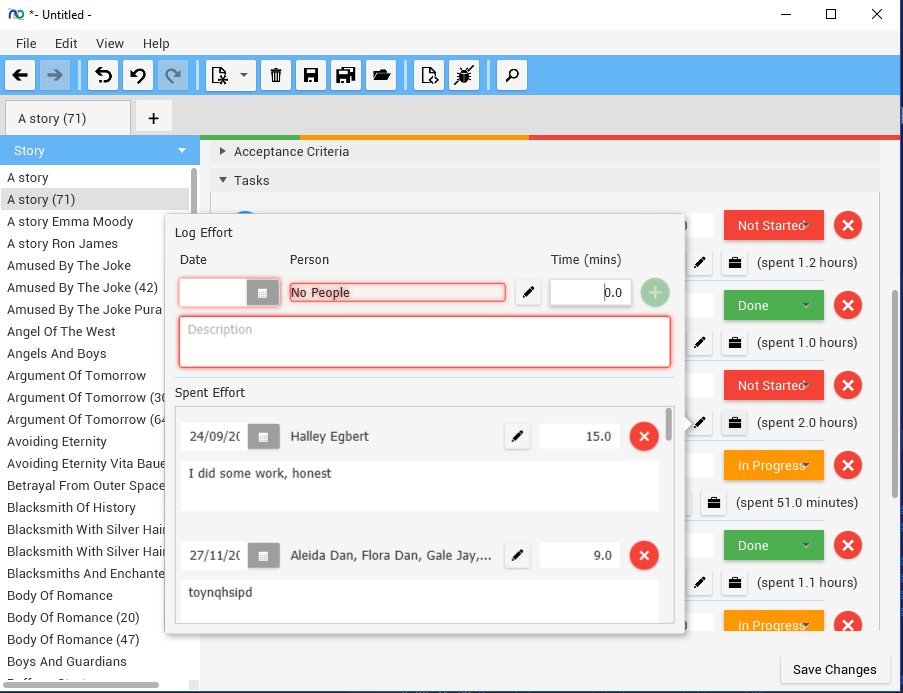 *- Untitled -
File Edit View Help
A story (71)
+
Story
A story
A story (71)
A story Emma Moody
A story Ron James
Amused By The Joke
Amused By The Joke (42)
Amused By The Joke Pura
Angel Of The West
Angels And Boys
Argument Of Tomorrow
Argument Of Tomorrow (36
Argument Of Tomorrow (64
Avoiding Eternity
Avoiding Eternity Vita Baue
Betrayal From Outer Space
Blacksmith Of History
Blacksmith With Silver Hair
Blacksmith With Silver Hair
Blacksmiths And Enchante
Body Of Romance
Body Of Romance (20)
Body Of Romance (47)
Boys And Guardians
Acceptance Criteria
Tasks
Log Effort
Date Person Time (mins)
No People 0.0
Description
Spent Effort
24/09/20 Halley Egbert 15.0
I did some work, honest
27/11/20 Aleida Dan, Flora Dan, Gale Jay,... 9.0
toynqhsipd
Not Started
(spent 1.2 hours)
Done
(spent 1.0 hours)
Not Started
(spent 2.0 hours)
In Progress
(spent 51.0 minutes)
Done
(spent 1.1 hours)
In Progress
Save Changes